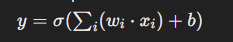 y = σ(∑ᵢ(wᵢ · xᵢ) + b)